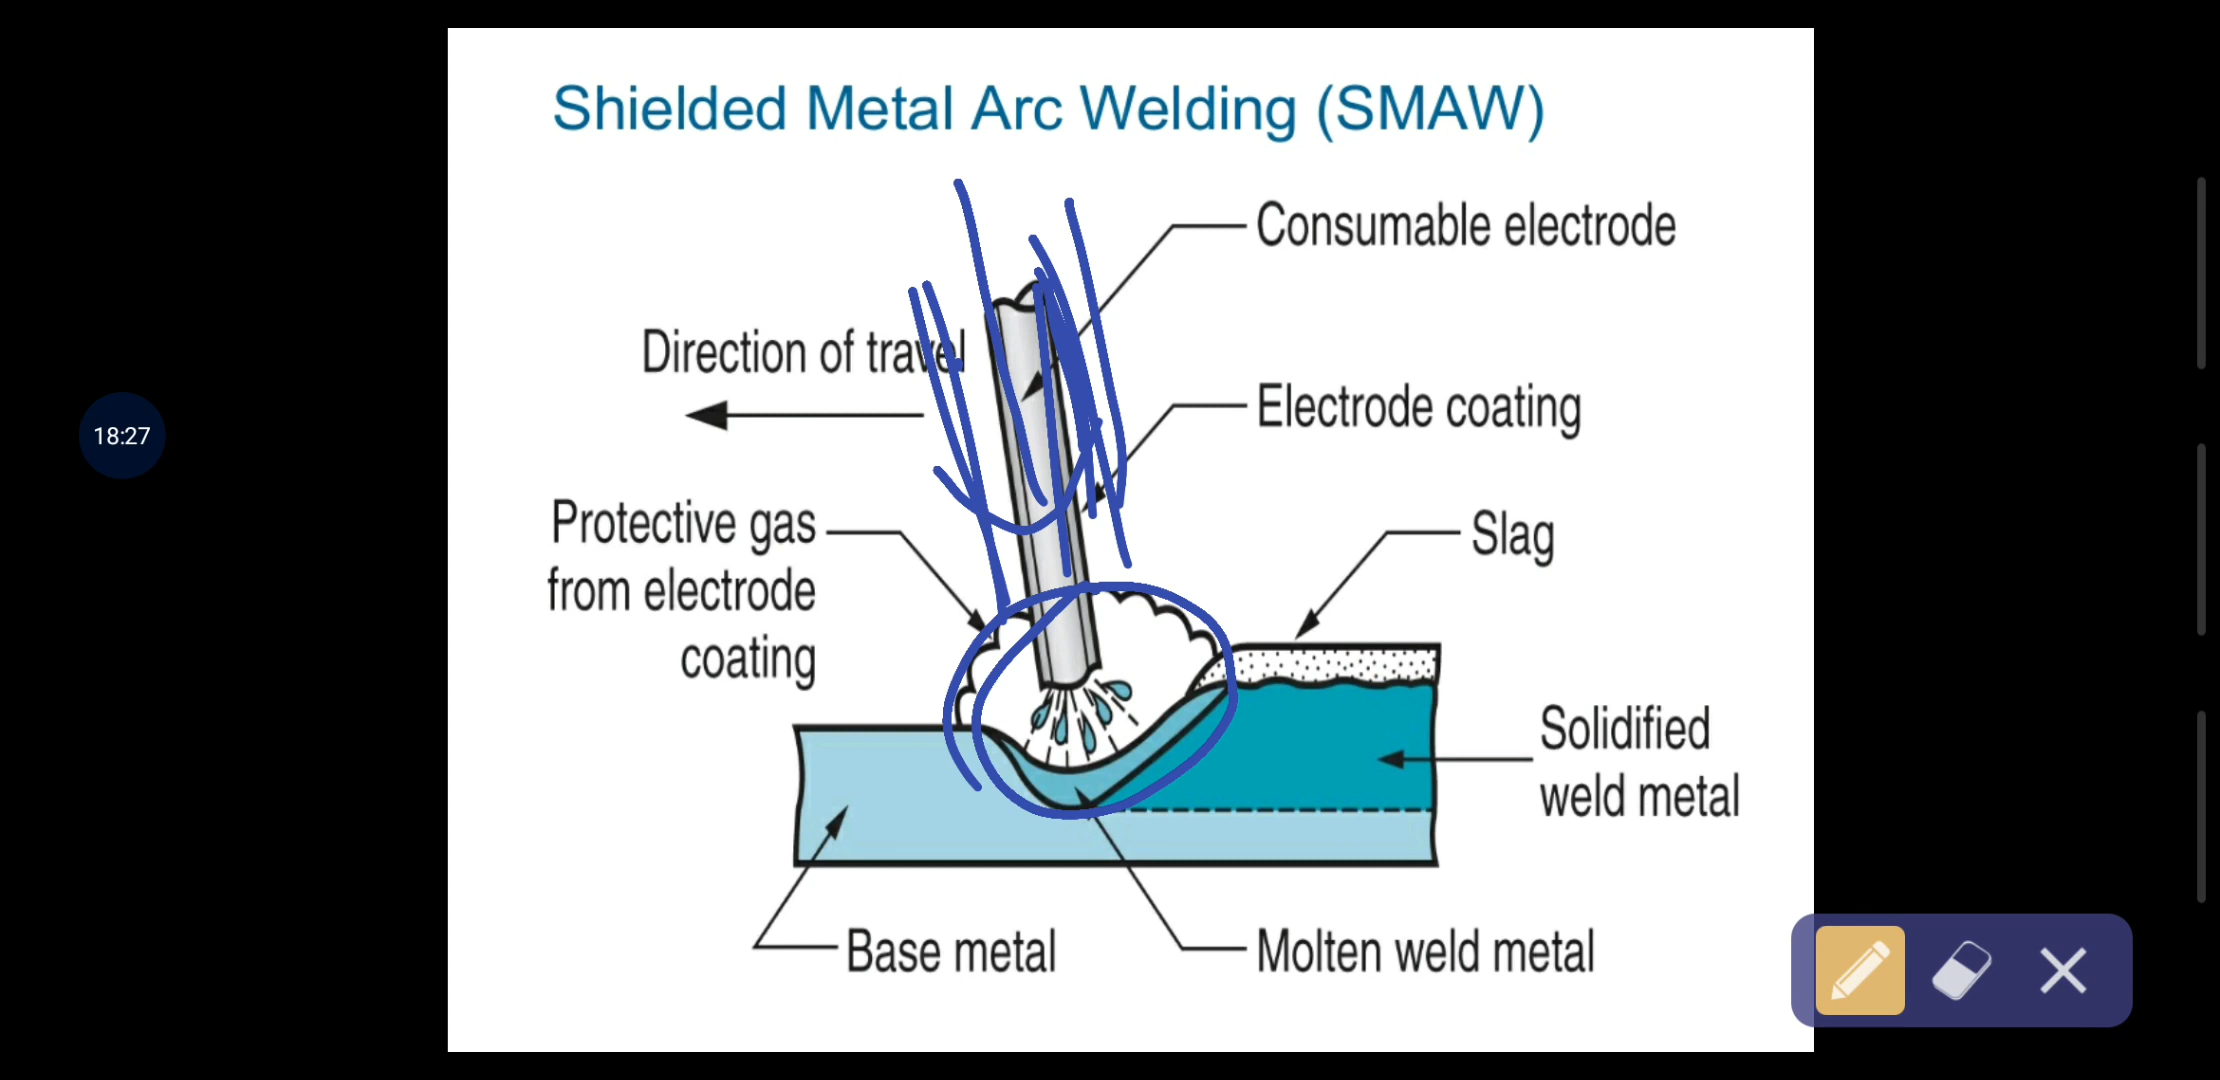 Shielded Metal Arc Welding (SMAW)
Consumable electrode
Direction of travel
Electrode coating
18:27
Protective gas
from electrode
coating
Slag
Solidified
weld metal
Base metal
Molten weld metal